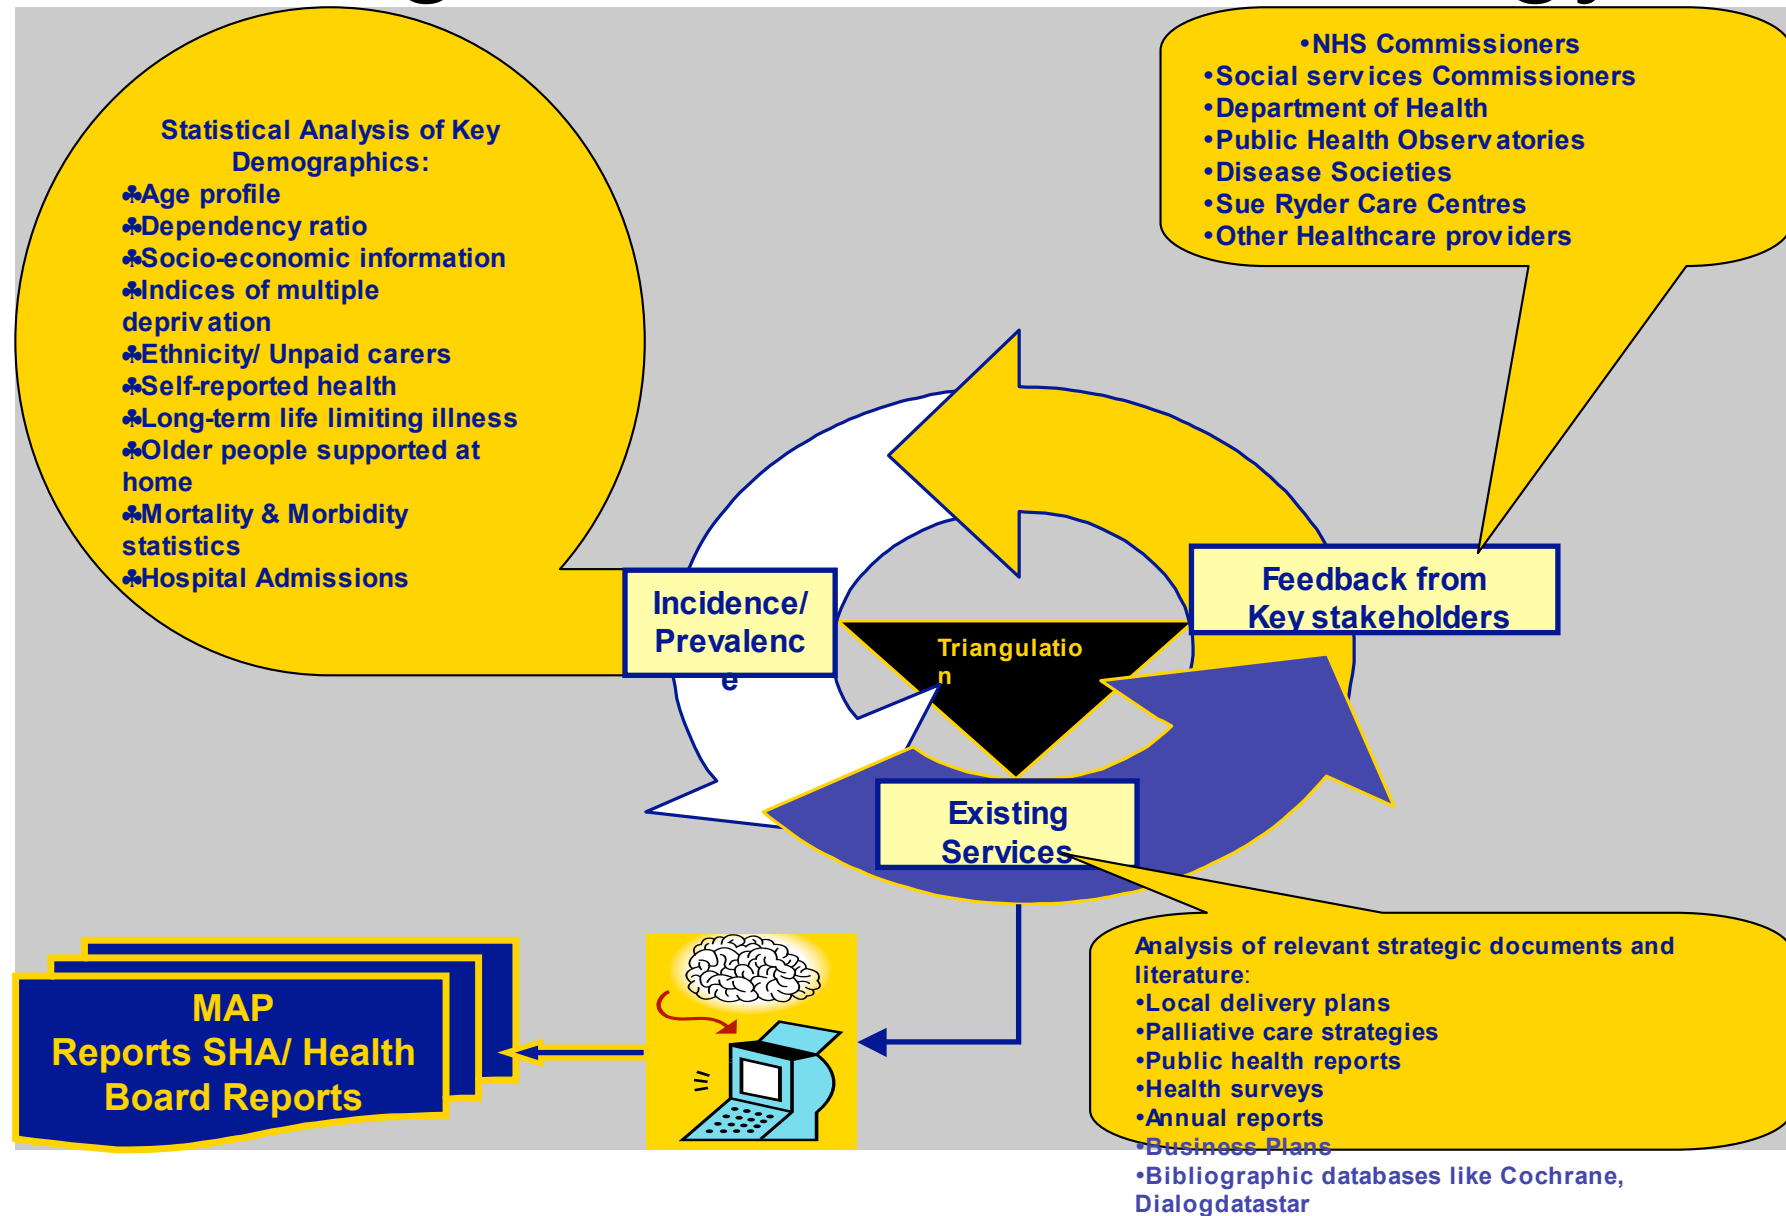 Statistical Analysis of Key
Demographics:
♣Age profile
♣Dependency ratio
♣Socio-economic information
♣Indices of multiple
deprivation
♣Ethnicity/ Unpaid carers
♣Self-reported health
♣Long-term life limiting illness
♣Older people supported at
home
♣Mortality & Morbidity
statistics
♣Hospital Admissions
•NHS Commissioners
•Social services Commissioners
•Department of Health
•Public Health Observatories
•Disease Societies
•Sue Ryder Care Centres
•Other Healthcare providers
Incidence/
Prevalenc
e
Triangulatio
n
Feedback from
Key stakeholders
Existing
Services
MAP
Reports SHA/ Health
Board Reports
Analysis of relevant strategic documents and
literature:
•Local delivery plans
•Palliative care strategies
•Public health reports
•Health surveys
•Annual reports
•Business Plans
•Bibliographic databases like Cochrane,
Dialogdatastar